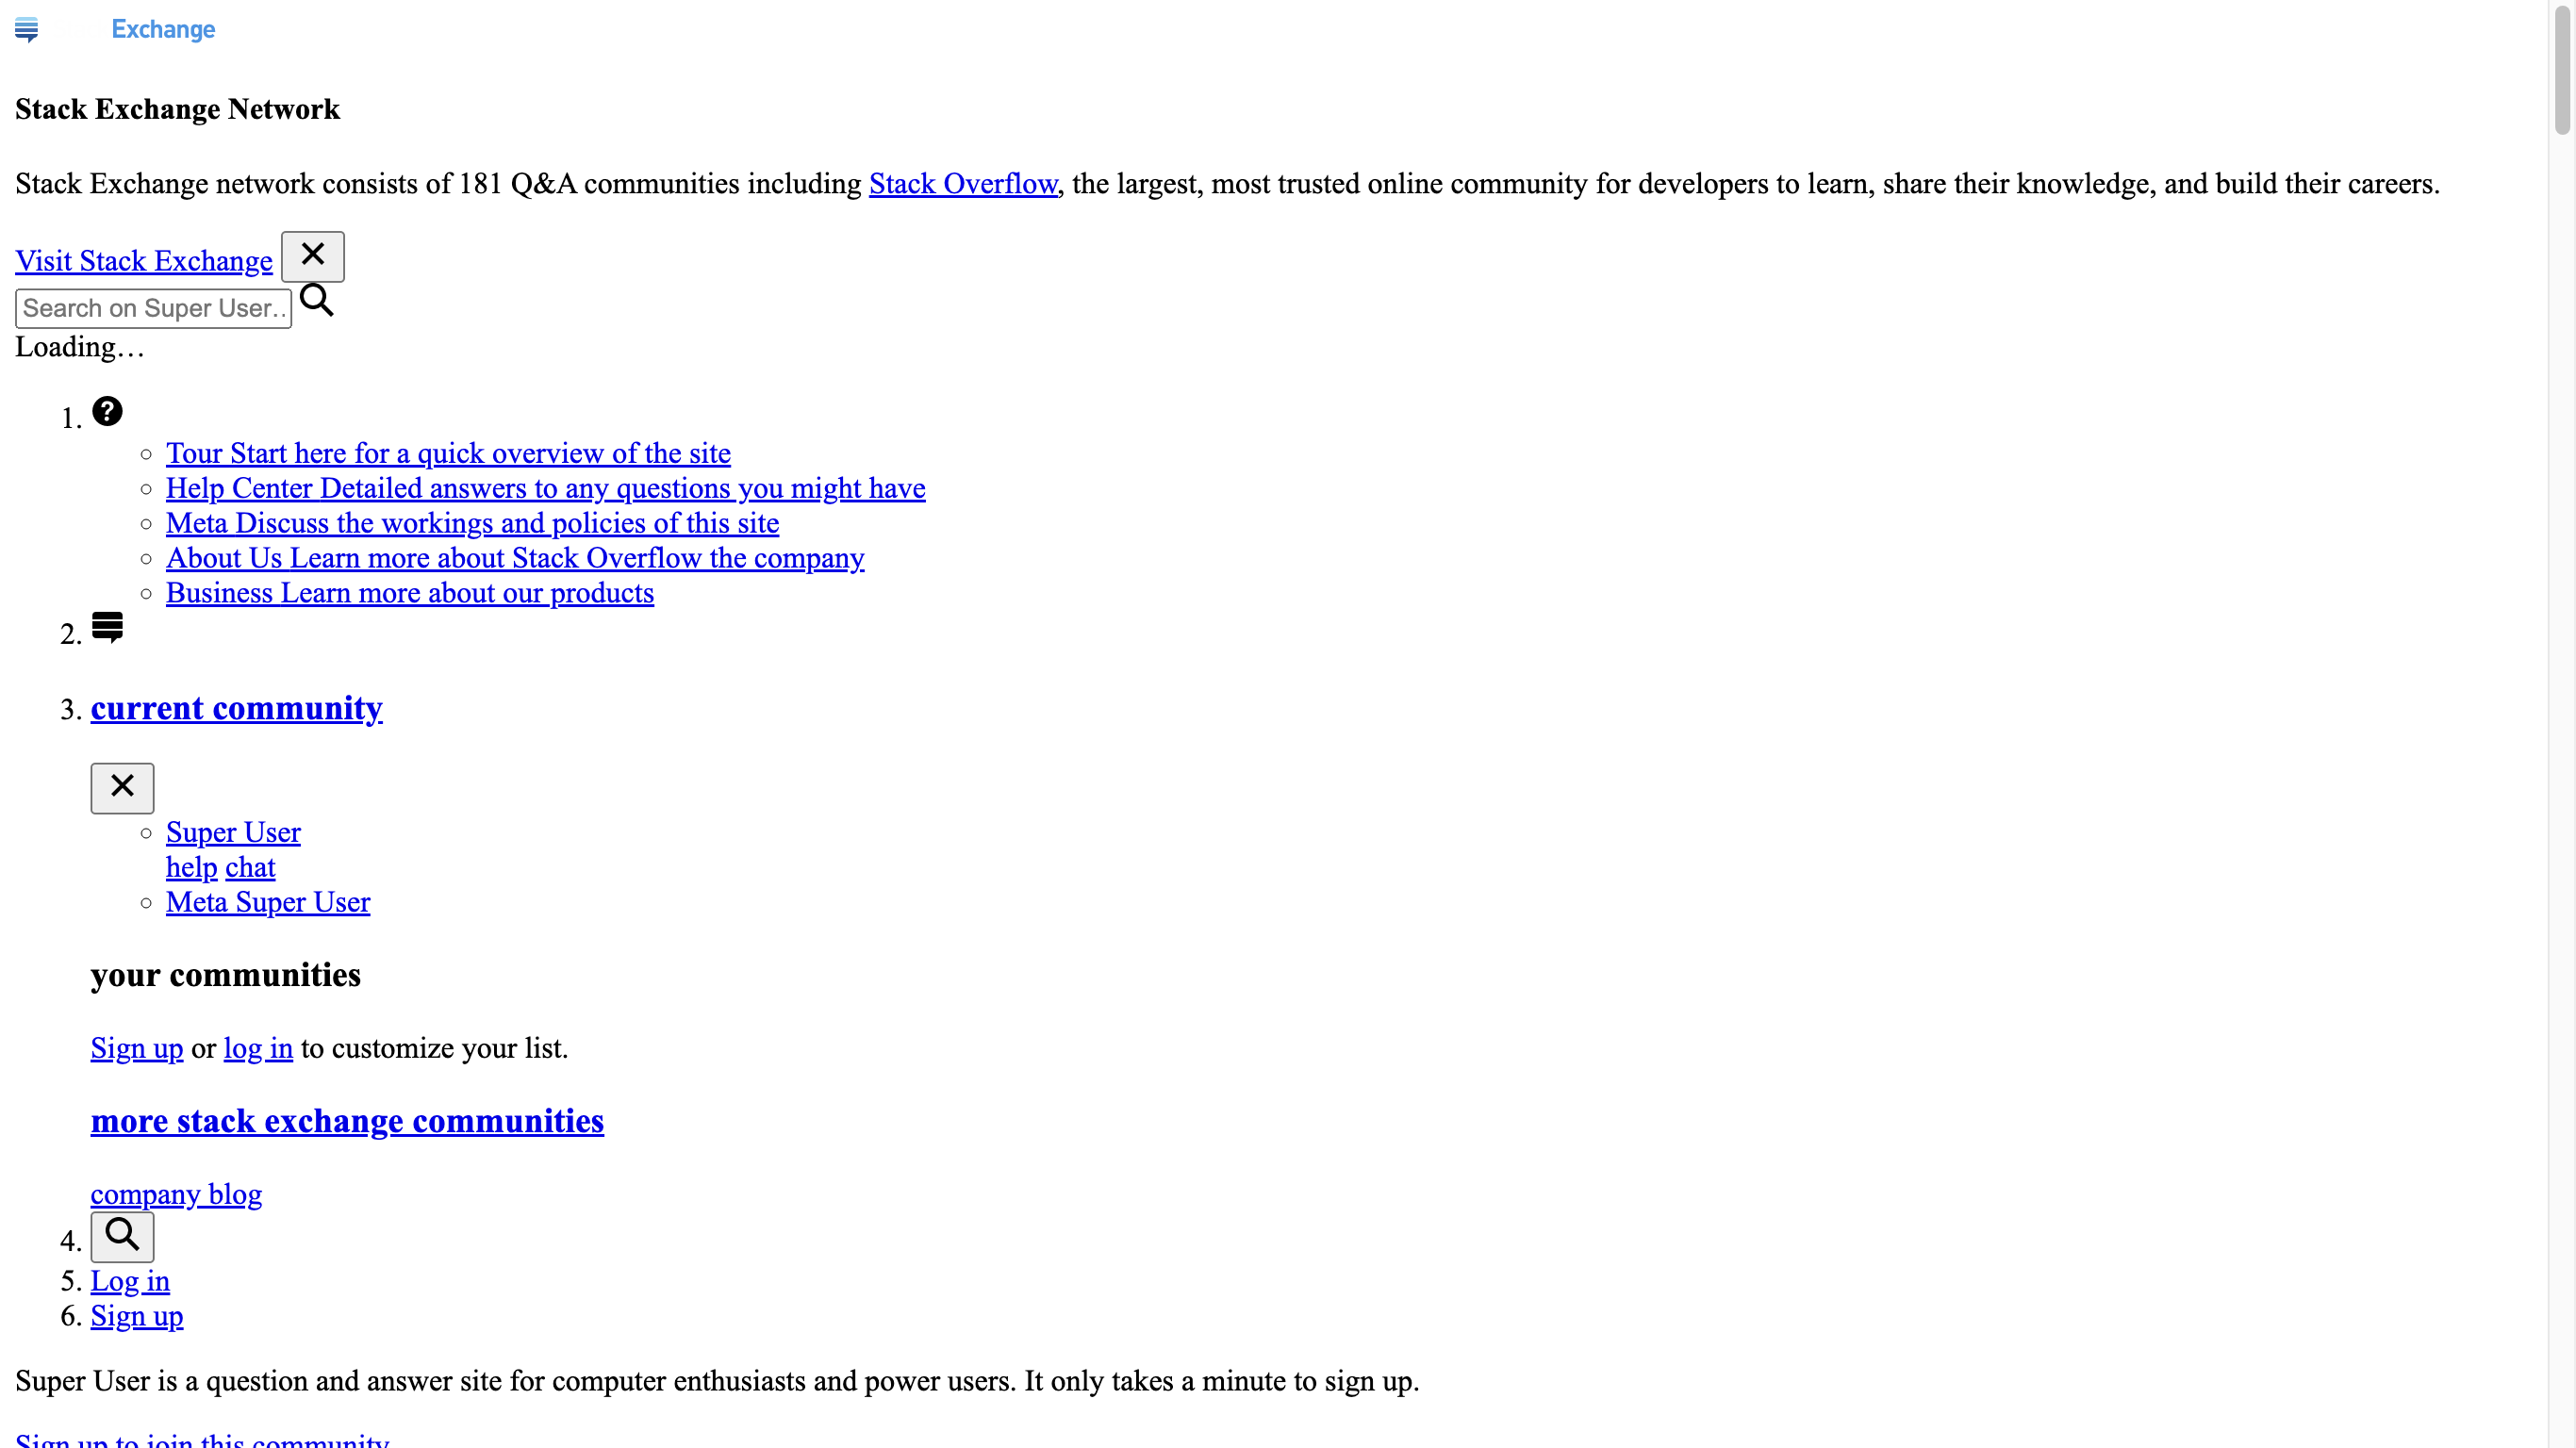 Exchange
Stack Exchange Network
Stack Exchange network consists of 181 Q&A communities including Stack Overflow, the largest, most trusted online community for developers to learn, share their knowledge, and build their careers.
Visit Stack Exchange
Search on Super User..
Loading…
1.
Tour Start here for a quick overview of the site
Help Center Detailed answers to any questions you might have
Meta Discuss the workings and policies of this site
About Us Learn more about Stack Overflow the company
Business Learn more about our products
2.
3. current community
Super User
help chat
Meta Super User
your communities
Sign up or log in to customize your list.
more stack exchange communities
company blog
4.
5. Log in
6. Sign up
Super User is a question and answer site for computer enthusiasts and power users. It only takes a minute to sign up.
Sign up to join this community